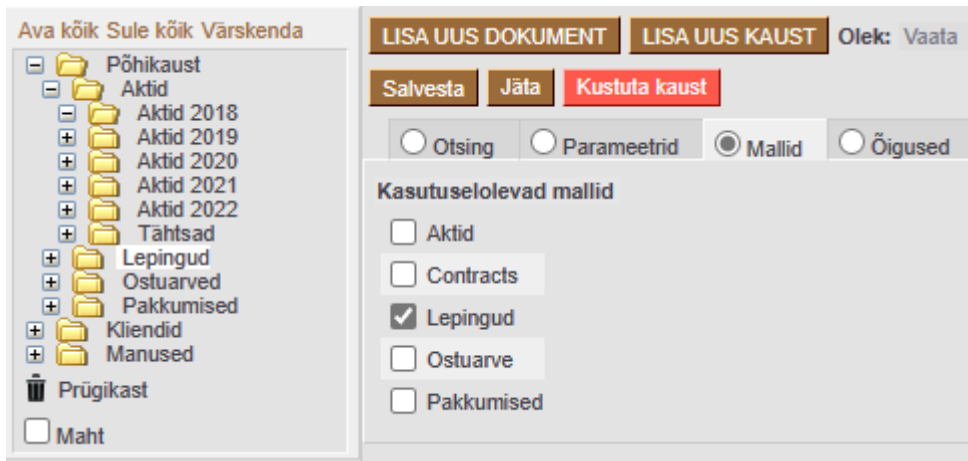 Ava kõik Sule kõik Värskenda
Põhikaust
Aktid
Aktid 2018
Aktid 2019
Aktid 2020
Aktid 2021
Aktid 2022
Tähtsad
Lepingud
Ostuarved
Pakkumised
Kliendid
Manused
Prügikast
Maht
LISA UUS DOKUMENT LISA UUS KAUST Olek: Vaata
Salvesta Jäta Kustuta kaust
Otsing Parameetrid Mallid Õigused
Kasutuselolevad mallid
Aktid
Contracts
Lepingud
Ostuarve
Pakkumised